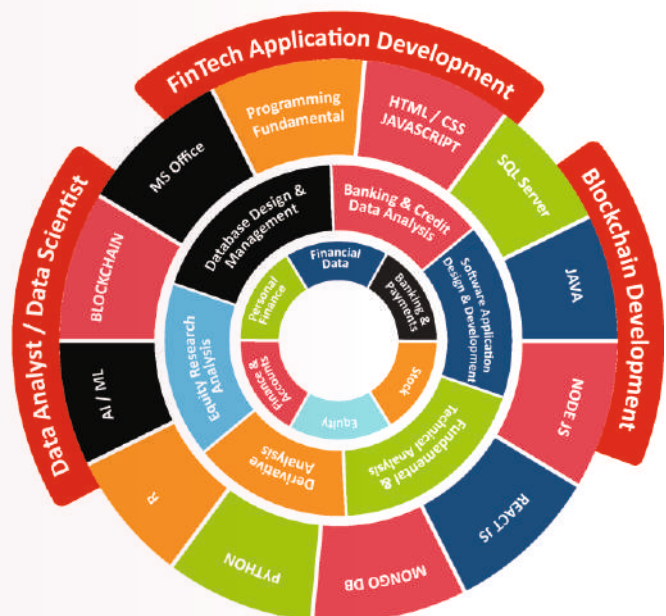 FinTech Application Development
Blockchain Development
Data Analyst / Data Scientist
Programming
Fundamental
HTML / CSS
JAVASCRIPT
SQL Server
JAVA
NODE JS
REACT JS
MONGO DB
PYTHON
R
AI / ML
BLOCKCHAIN
MS Office
Banking & Credit
Data Analysis
Software Application
Design & Development
Fundamental &
Technical Analysis
Derivative
Analysis
Equity Research
Analysis
Database Design &
Management
Financial
Data
Banking &
Payments
Stock
Equity
Finance &
Accounts
Personal
Finance